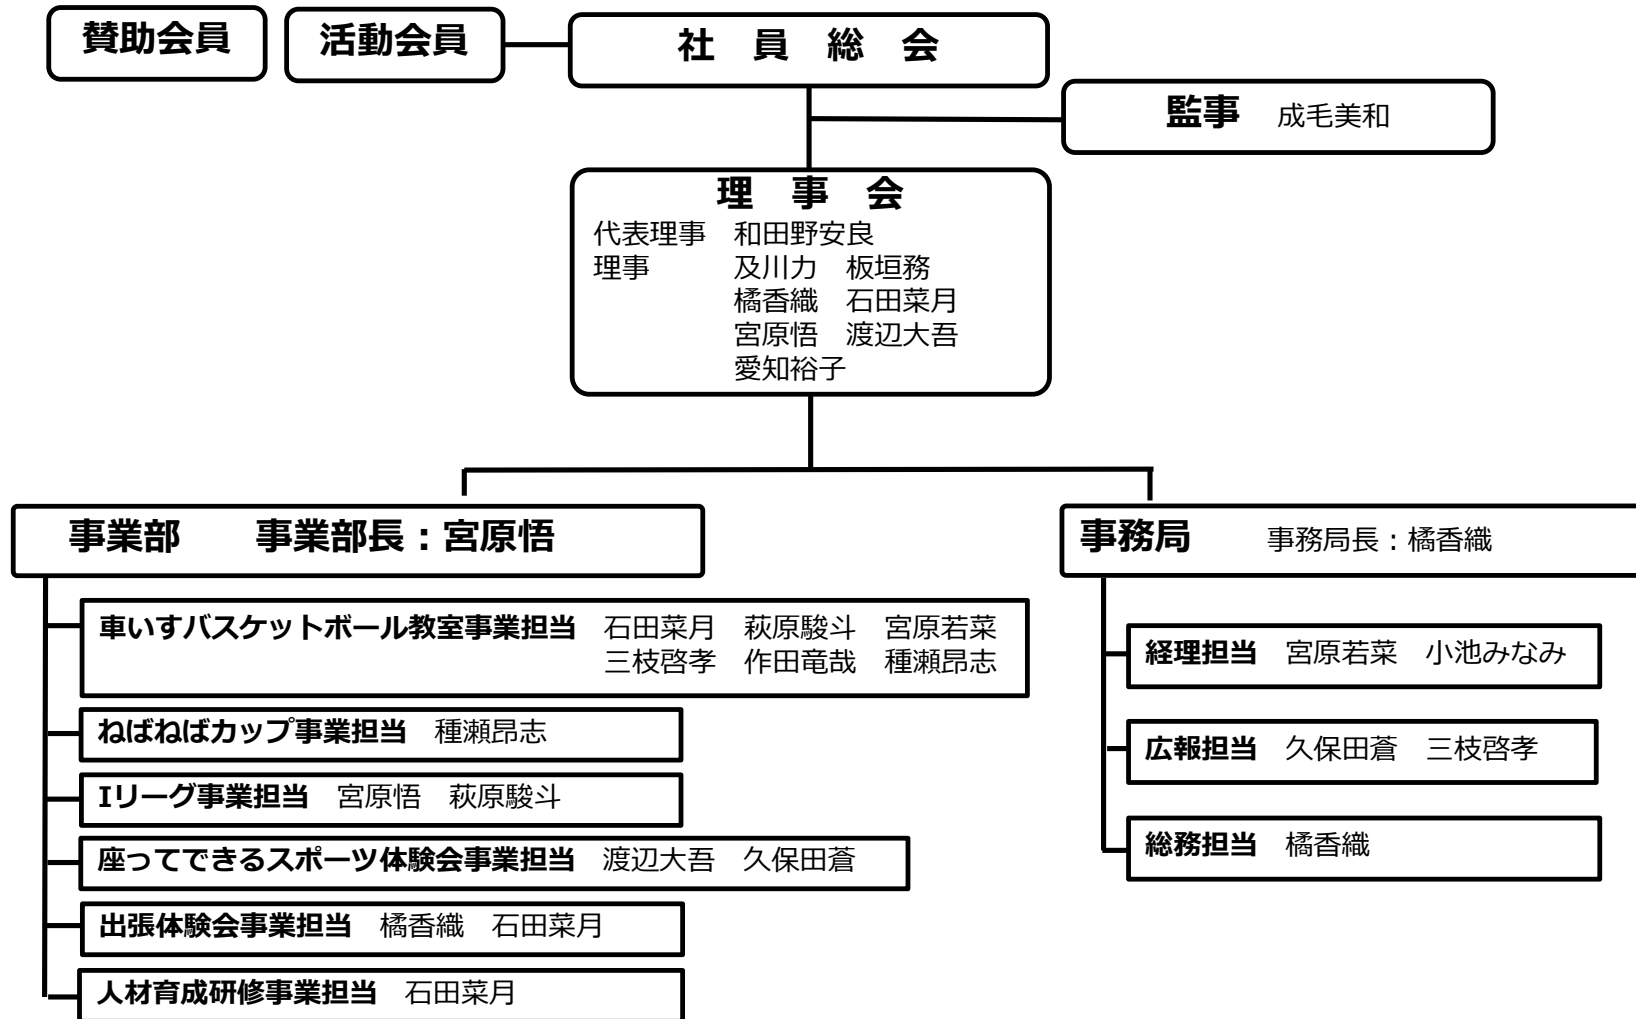 賛助会員
活動会員
社　員　総　会
監事　成毛美和
理　事　会
代表理事　和田野安良
理事　　　及川力　板垣務
橘香織　石田菜月
宮原悟　渡辺大吾
愛知裕子
事業部　　事業部長：宮原悟
車いすバスケットボール教室事業担当　石田菜月　萩原駿斗　宮原若菜
三枝啓孝　作田竜哉　種瀬昂志
ねばねばカップ事業担当　種瀬昂志
Iリーグ事業担当　宮原悟　萩原駿斗
座ってできるスポーツ体験会事業担当　渡辺大吾　久保田蒼
出張体験会事業担当　橘香織　石田菜月
人材育成研修事業担当　石田菜月
事務局　　事務局長：橘香織
経理担当　宮原若菜　小池みなみ
広報担当　久保田蒼　三枝啓孝
総務担当　橘香織